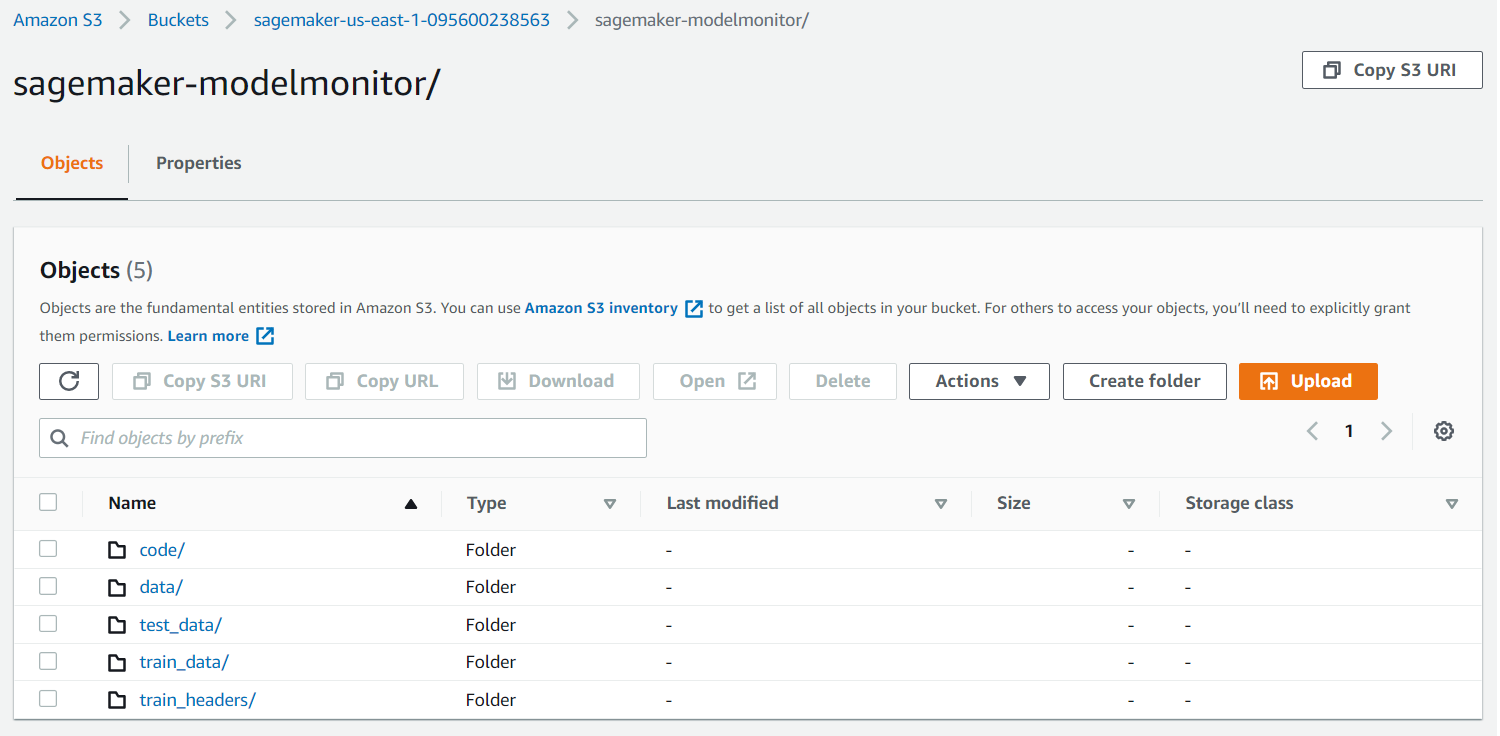 Amazon S3 Buckets sagemaker-us-east-1-095600238563 sagemaker-modelmonitor/
sagemaker-modelmonitor/
Copy S3 URI
Objects Properties
Objects (5)
Objects are the fundamental entities stored in Amazon S3. You can use Amazon S3 inventory to get a list of all objects in your bucket. For others to access your objects, you’ll need to explicitly grant
them permissions. Learn more
Copy S3 URI Copy URL Download Open Delete Actions Create folder Upload
Find objects by prefix
1
Name Type Last modified Size Storage class
code/ Folder - - -
data/ Folder - - -
test_data/ Folder - - -
train_data/ Folder - - -
train_headers/ Folder - - -